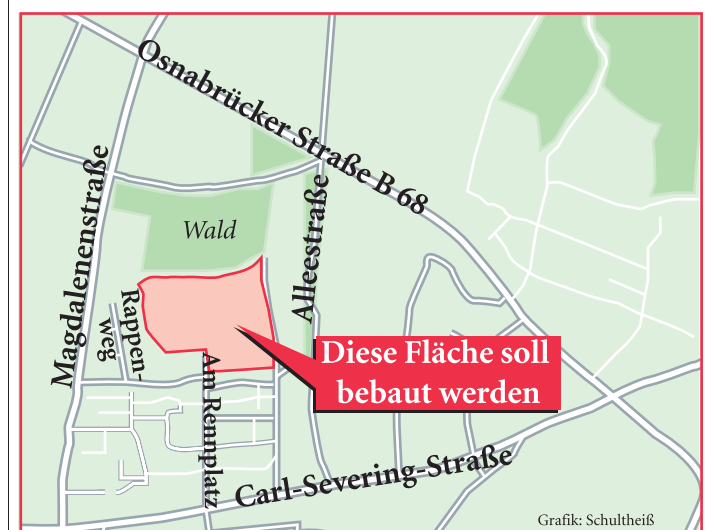 Osnabrücker Straße B 68
Magdalenenstraße
Wald
Alleestraße
Rappen-
weg
Diese Fläche soll
bebaut werden
Am Rennplatz
Carl-Severing-Straße
Grafik: Schultheiß